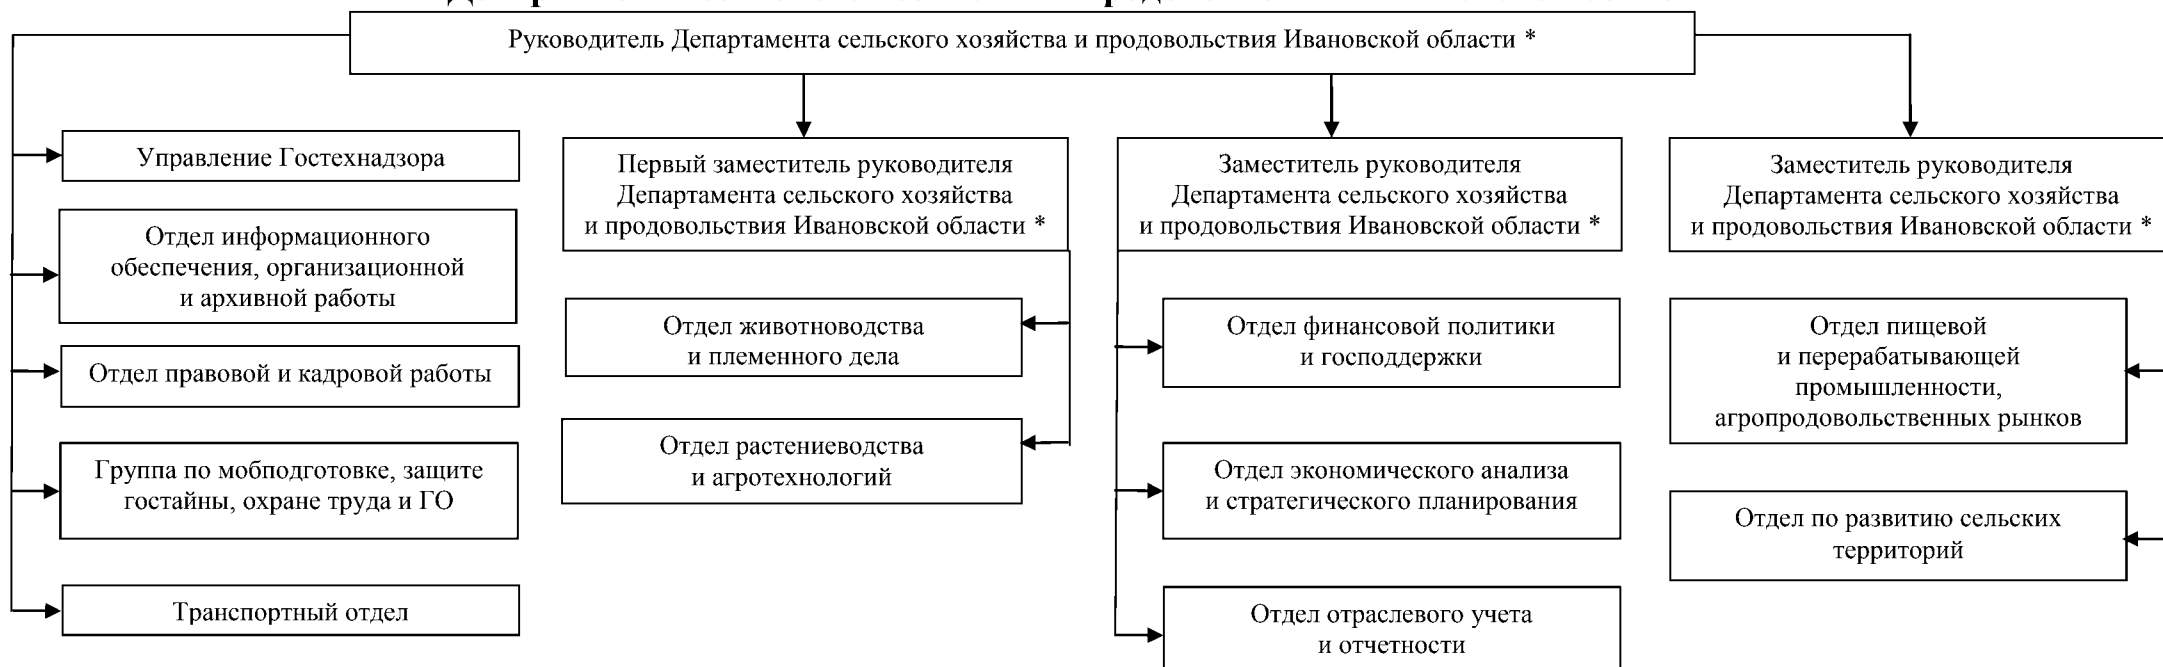 Руководитель Департамента сельского хозяйства и продовольствия Ивановской области *
Управление Гостехнадзора
Отдел информационного
обеспечения, организационной
и архивной работы
Отдел правовой и кадровой работы
Группа по мобподготовке, защите
гостайны, охране труда и ГО
Транспортный отдел
Первый заместитель руководителя
Департамента сельского хозяйства
и продовольствия Ивановской области *
Отдел животноводства
и племенного дела
Отдел растениеводства
и агротехнологий
Заместитель руководителя
Департамента сельского хозяйства
и продовольствия Ивановской области *
Отдел финансовой политики
и господдержки
Отдел экономического анализа
и стратегического планирования
Отдел отраслевого учета
и отчетности
Заместитель руководителя
Департамента сельского хозяйства
и продовольствия Ивановской области *
Отдел пищевой
и перерабатывающей
промышленности,
агропродовольственных рынков
Отдел по развитию сельских
территорий